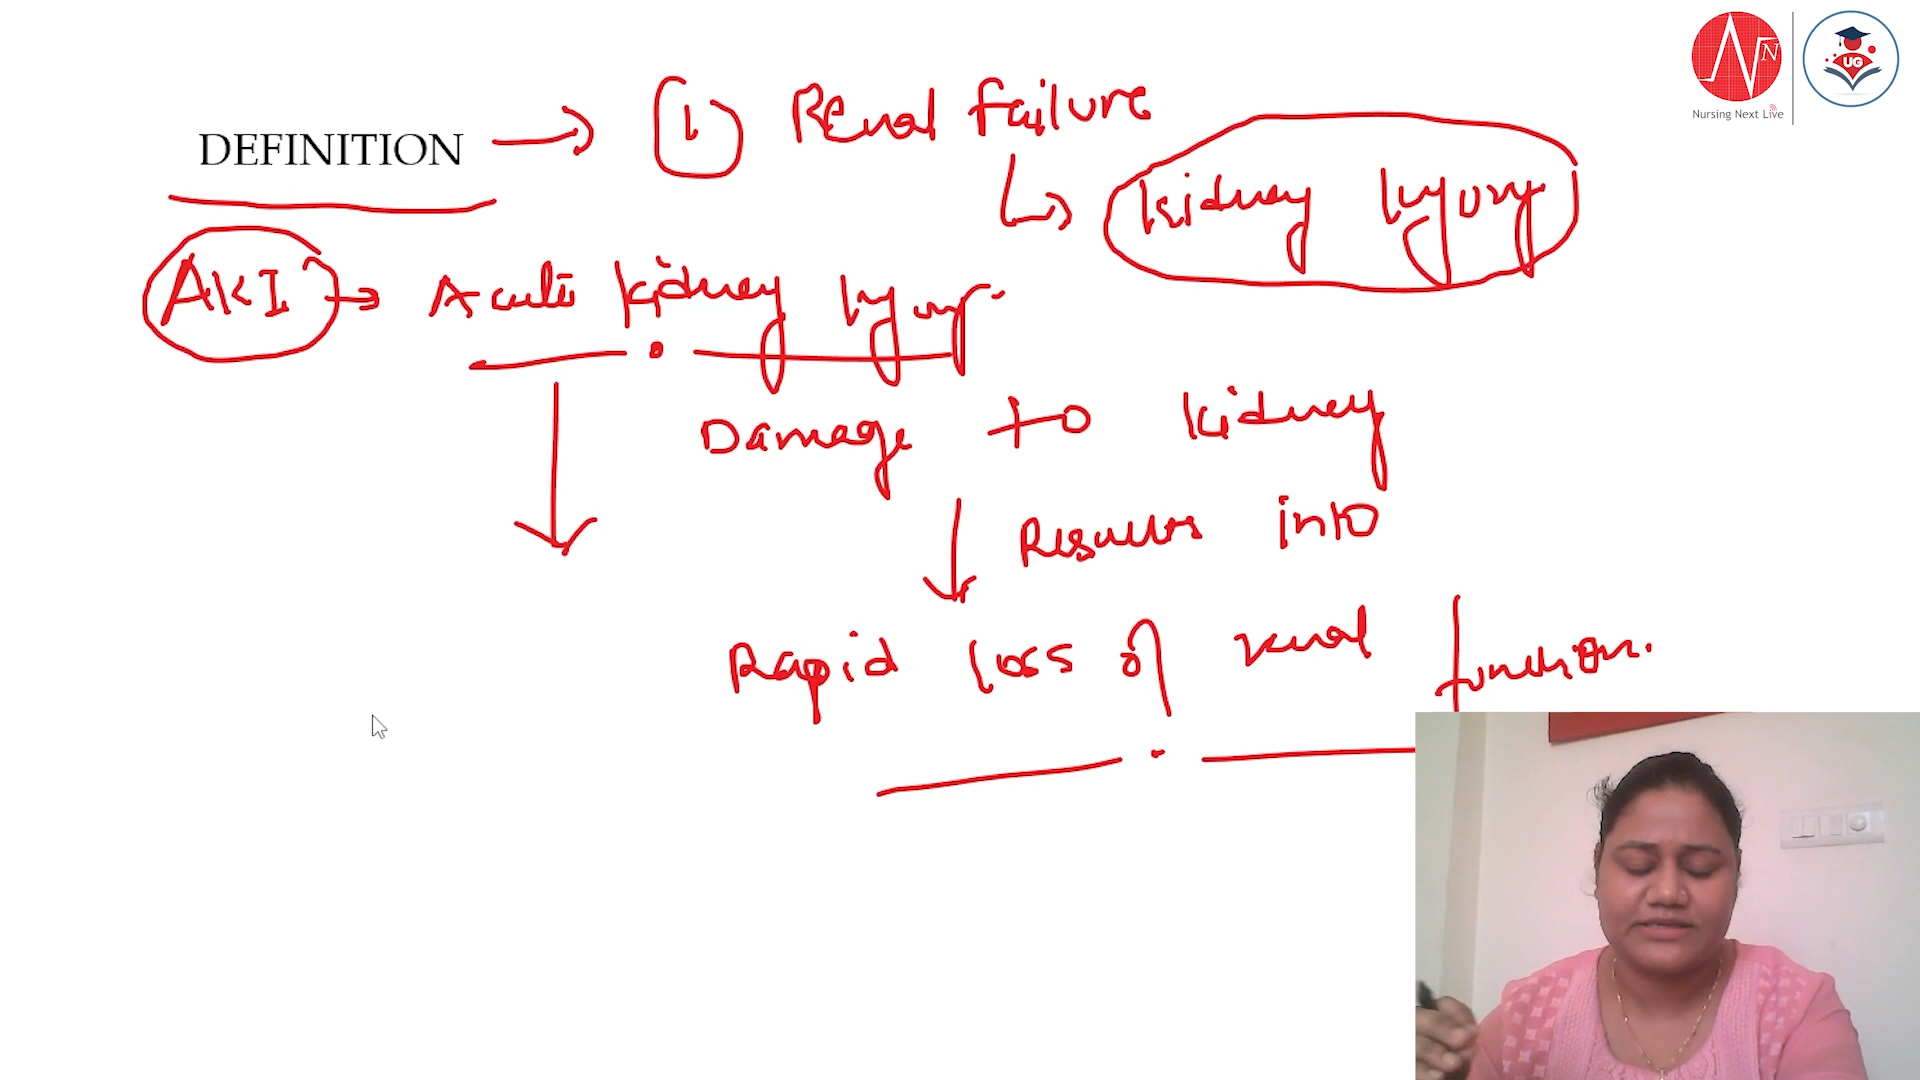 DEFINITION → 1 Renal failure
↳ kidney Injury
AKI → Acute kidney Injury
Damage to kidney
↓ Results into
Rapid loss of renal function.
N
Nursing Next Live
UG